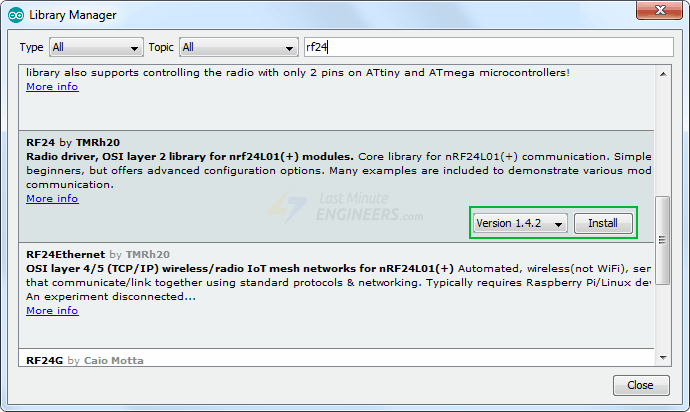 Library Manager
Type All Topic All rf24
library also supports controlling the radio with only 2 pins on ATtiny and ATmega microcontrollers!
More info
RF24 by TMRh20
Radio driver, OSI layer 2 library for nrf24L01(+) modules. Core library for nRF24L01(+) communication. Simple
beginners, but offers advanced configuration options. Many examples are included to demonstrate various mod
communication.
More info
Last Minute
ENGINEERS.com
Version 1.4.2 Install
RF24Ethernet by TMRh20
OSI layer 4/5 (TCP/IP) wireless/radio IoT mesh networks for nRF24L01(+) Automated, wireless(not WiFi), sen
that communicate/link together using standard protocols & networking. Typically requires Raspberry Pi/Linux dev
An experiment disconnected...
More info
RF24G by Caio Motta
Close